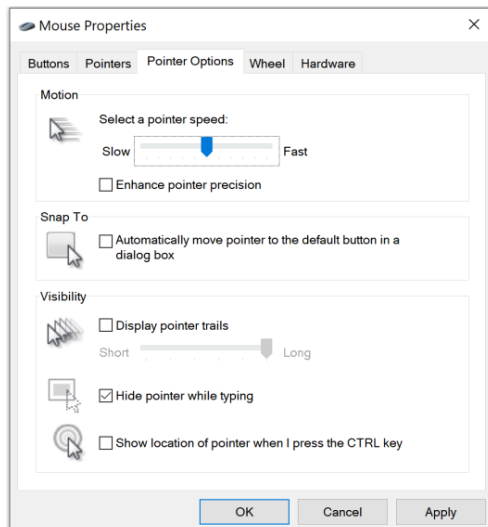 Mouse Properties
Buttons Pointers Pointer Options Wheel Hardware
Motion
Select a pointer speed:
Slow Fast
Enhance pointer precision
Snap To
Automatically move pointer to the default button in a
dialog box
Visibility
Display pointer trails
Short Long
Hide pointer while typing
Show location of pointer when I press the CTRL key
OK Cancel Apply